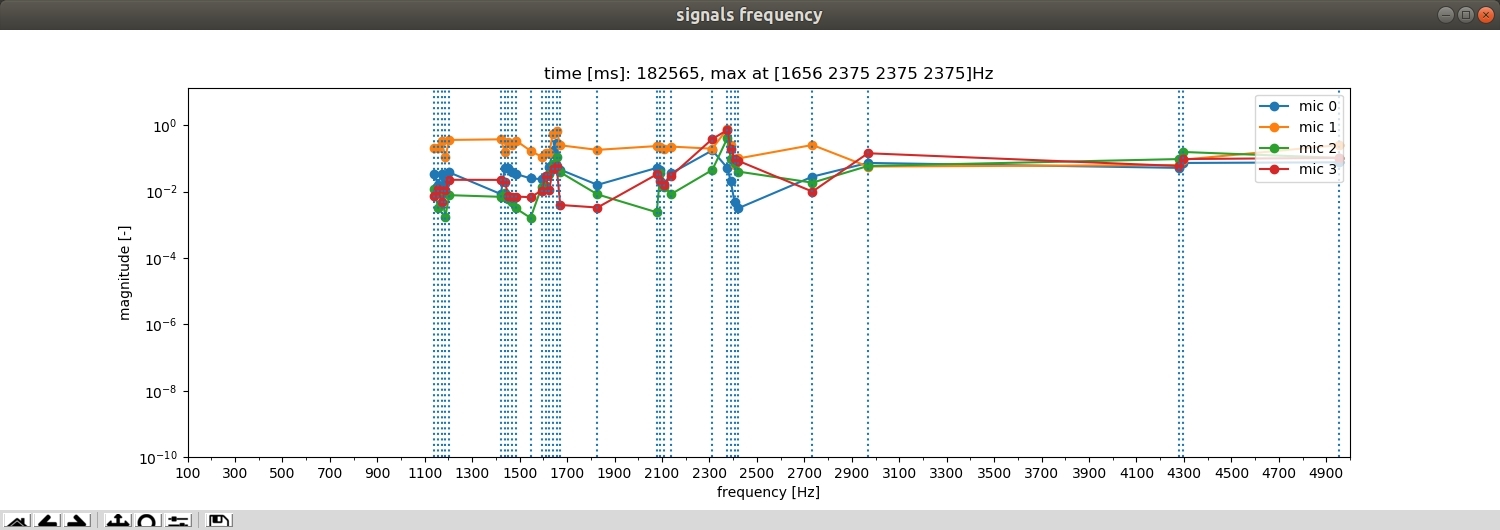 signals frequency
time [ms]: 182565, max at [1656 2375 2375 2375]Hz
mic 0
mic 1
mic 2
mic 3
magnitude [-]
10⁰
10⁻²
10⁻⁴
10⁻⁶
10⁻⁸
10⁻¹⁰
100 300 500 700 900 1100 1300 1500 1700 1900 2100 2300 2500 2700 2900 3100 3300 3500 3700 3900 4100 4300 4500 4700 4900
frequency [Hz]